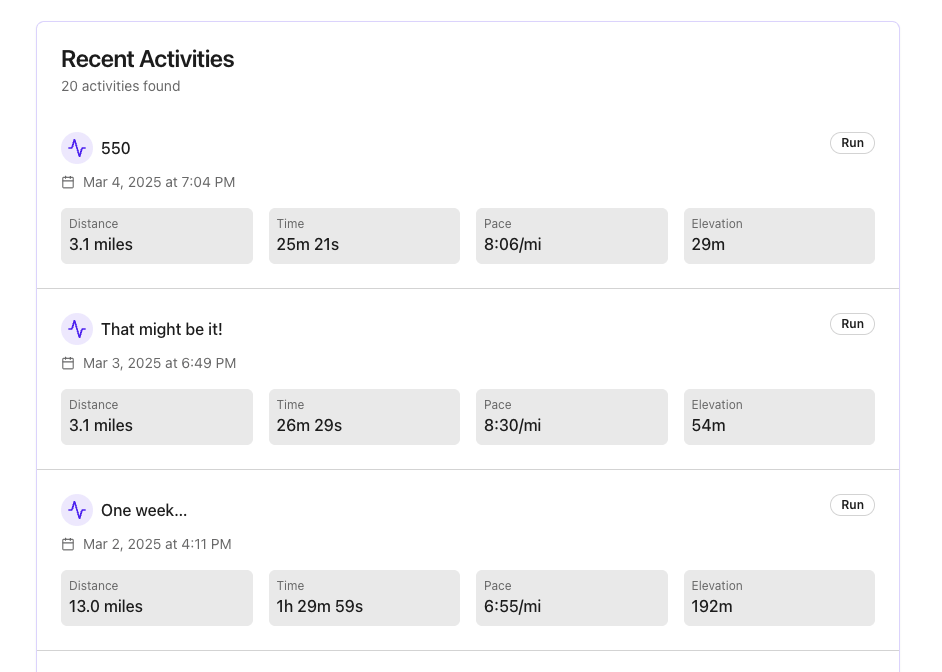 Recent Activities
20 activities found
550
Run
Mar 4, 2025 at 7:04 PM
Distance
3.1 miles
Time
25m 21s
Pace
8:06/mi
Elevation
29m
That might be it!
Run
Mar 3, 2025 at 6:49 PM
Distance
3.1 miles
Time
26m 29s
Pace
8:30/mi
Elevation
54m
One week...
Run
Mar 2, 2025 at 4:11 PM
Distance
13.0 miles
Time
1h 29m 59s
Pace
6:55/mi
Elevation
192m